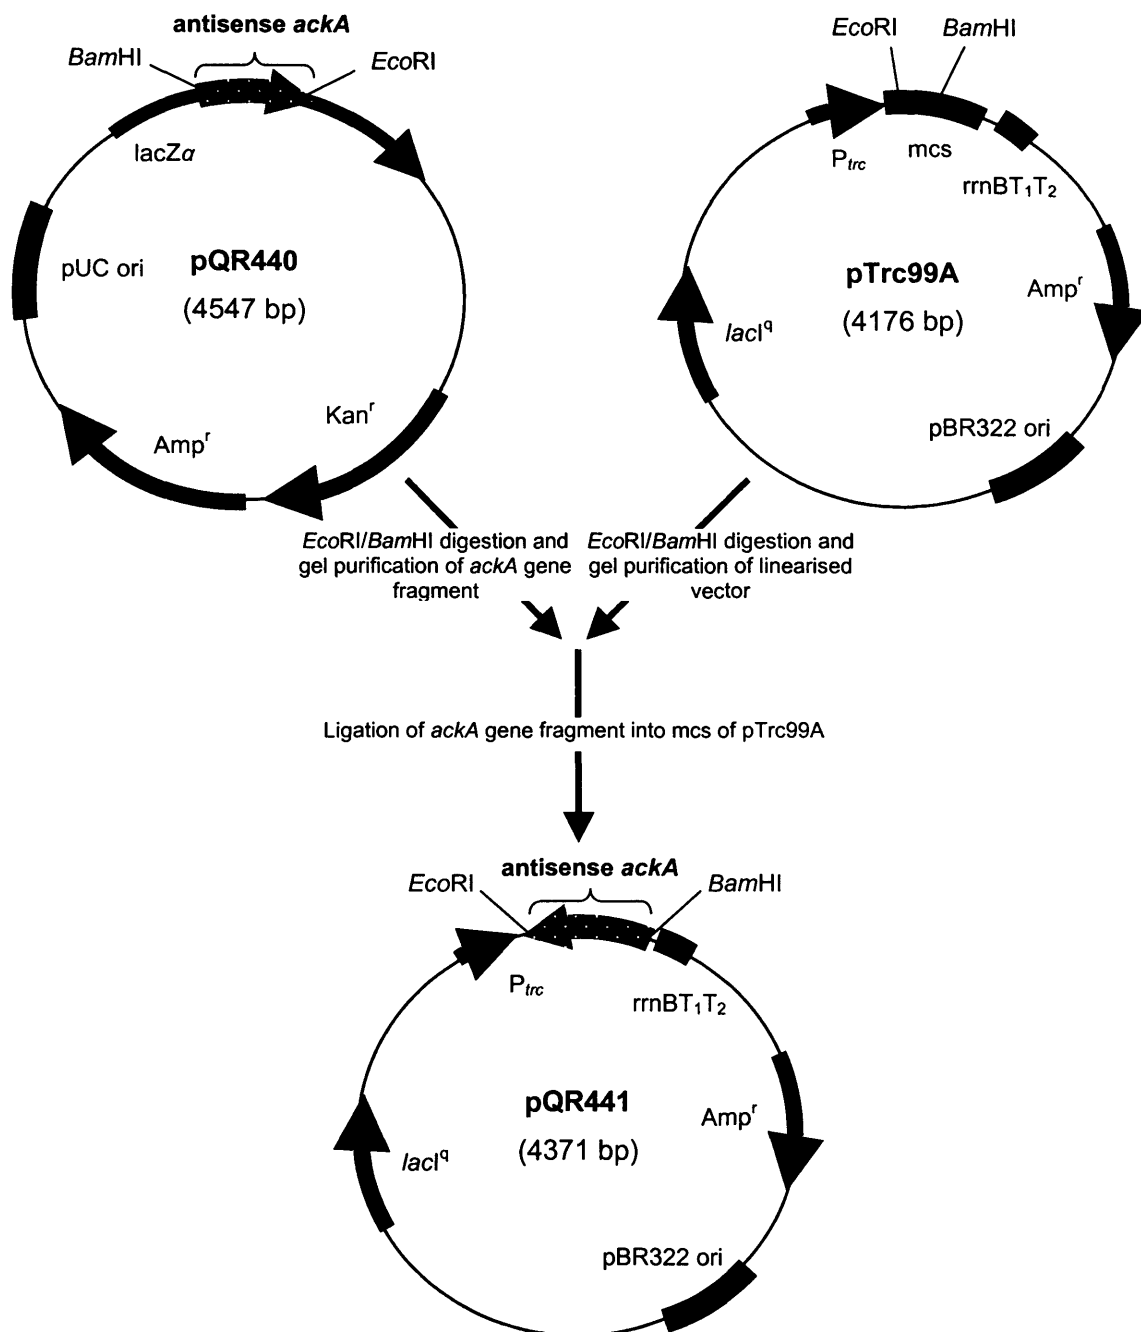 antisense ackA
BamHI
EcoRI
lacZα
pUC ori
pQR440
(4547 bp)
Kanʳ
Ampʳ
EcoRI
BamHI
Pₜᵣ꜀
mcs
rrnBT₁T₂
pTrc99A
(4176 bp)
Ampʳ
lacIq
pBR322 ori
EcoRI/BamHI digestion and
gel purification of ackA gene
fragment
EcoRI/BamHI digestion and
gel purification of linearised
vector
Ligation of ackA gene fragment into mcs of pTrc99A
antisense ackA
EcoRI
BamHI
Pₜᵣ꜀
rrnBT₁T₂
pQR441
(4371 bp)
Ampʳ
lacIq
pBR322 ori